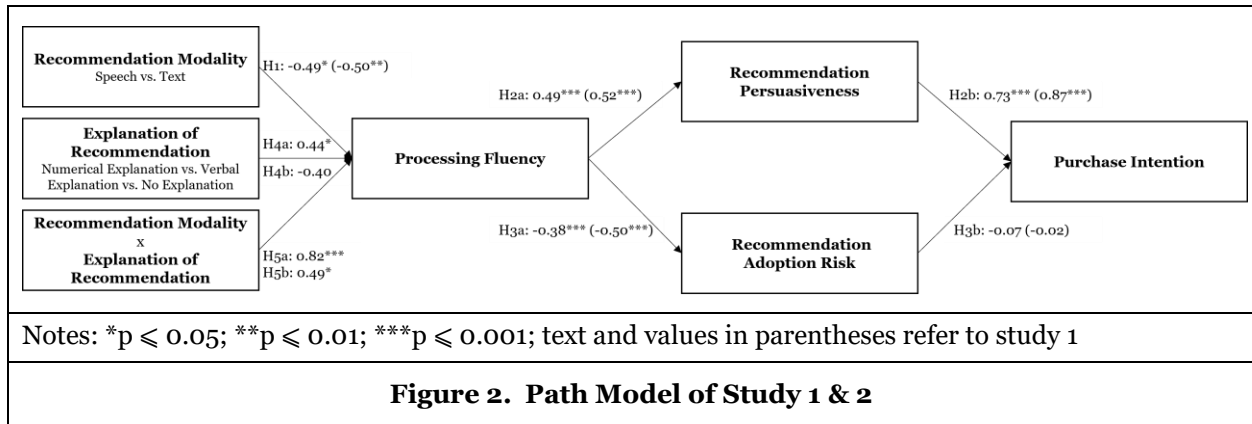 Recommendation Modality
Speech vs. Text
H1: -0.49* (-0.50**)
Explanation of
Recommendation
Numerical Explanation vs. Verbal
Explanation vs. No Explanation
H4a: 0.44*
H4b: -0.40
Recommendation Modality
x
Explanation of
Recommendation
H5a: 0.82***
H5b: 0.49*
Processing Fluency
H2a: 0.49*** (0.52***)
H3a: -0.38*** (-0.50***)
Recommendation
Persuasiveness
Recommendation
Adoption Risk
H2b: 0.73*** (0.87***)
H3b: -0.07 (-0.02)
Purchase Intention
Notes: *p ⩽ 0.05; **p ⩽ 0.01; ***p ⩽ 0.001; text and values in parentheses refer to study 1
Figure 2. Path Model of Study 1 & 2